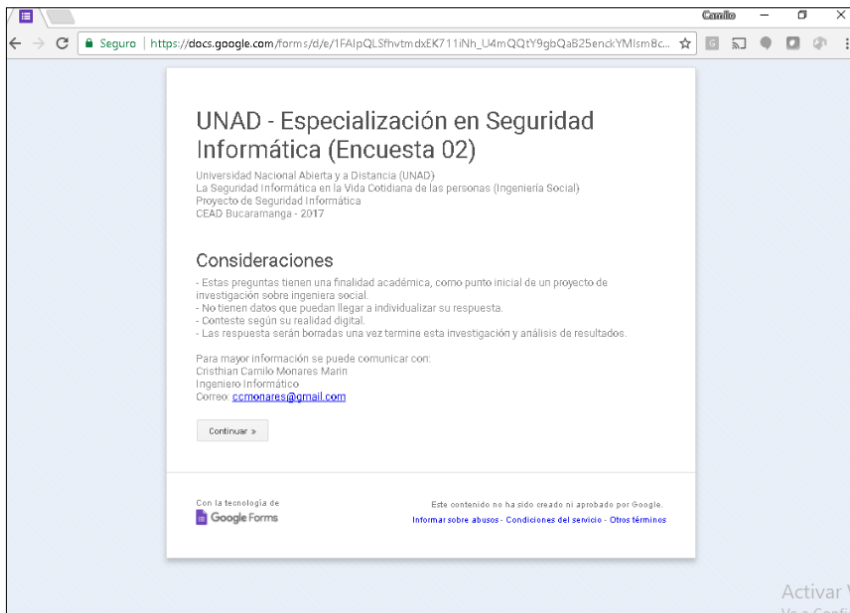 Camilo
Seguro | https://docs.google.com/forms/d/e/
UNAD - Especialización en Seguridad
Informática (Encuesta 02)
Universidad Nacional Abierta y a Distancia (UNAD)
La Seguridad Informática en la Vida Cotidiana de las personas (Ingeniería Social)
Proyecto de Seguridad Informática
CEAD Bucaramanga - 2017
Consideraciones
- Estas preguntas tienen una finalidad académica, como punto inicial de un proyecto de
investigación sobre ingeniera social.
- No tienen datos que puedan llegar a individualizar su respuesta.
- Conteste según su realidad digital.
- Las respuesta serán borradas una vez termine esta investigación y análisis de resultados.
Para mayor información se puede comunicar con:
Cristhian Camilo Monares Marin
Ingeniero Informático
Correo: ccmonares@gmail.com
Continuar »
Con la tecnología de
Google Forms
Este contenido no ha sido creado ni aprobado por Google.
Informar sobre abusos - Condiciones del servicio - Otros términos
Activar